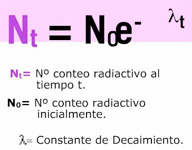 Nt = N0e- λt
Nt= Nº conteo radiactivo al
tiempo t.
N0= Nº conteo radiactivo
inicialmente.
λ= Constante de Decaimiento.